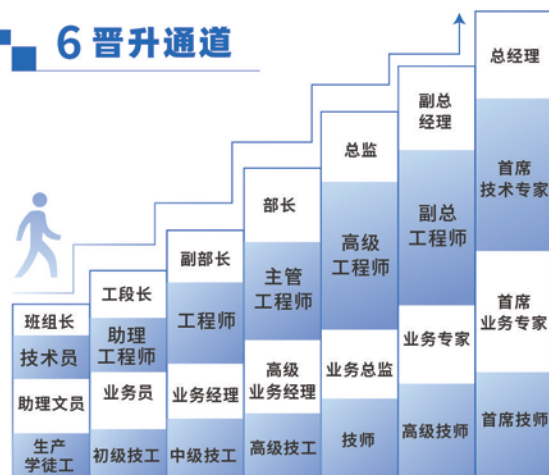 6 晋升通道
班组长
技术员
助理文员
生产
学徒工
工段长
助理
工程师
业务员
初级技工
副部长
工程师
业务经理
中级技工
部长
主管
工程师
高级
业务经理
高级技工
总监
高级
工程师
业务总监
技师
副总
经理
副总
工程师
业务专家
高级技师
总经理
首席
技术专家
首席
业务专家
首席技师